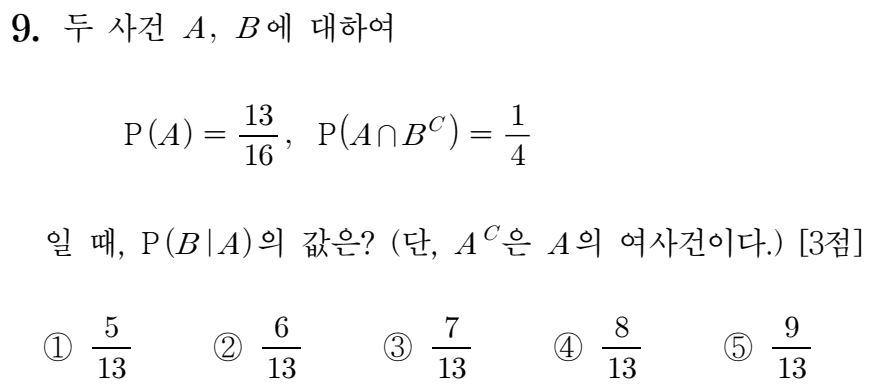 9. 두 사건 A, B에 대하여
P(A) = 13/16, P(A∩B^C) = 1/4
일 때, P(B|A)의 값은? (단, A^C은 A의 여사건이다.) [3점]
① 5/13 ② 6/13 ③ 7/13 ④ 8/13 ⑤ 9/13